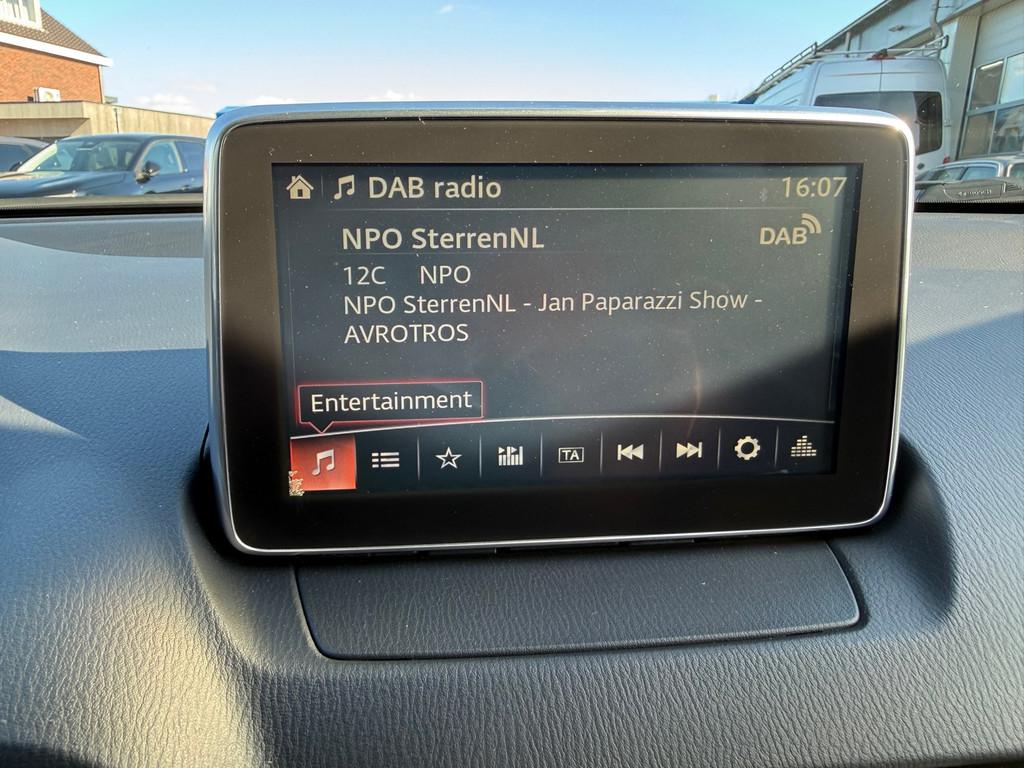 DAB radio 16:07
NPO SterrenNL DAB
12C NPO
NPO SterrenNL - Jan Paparazzi Show -
AVROTROS
Entertainment
TA